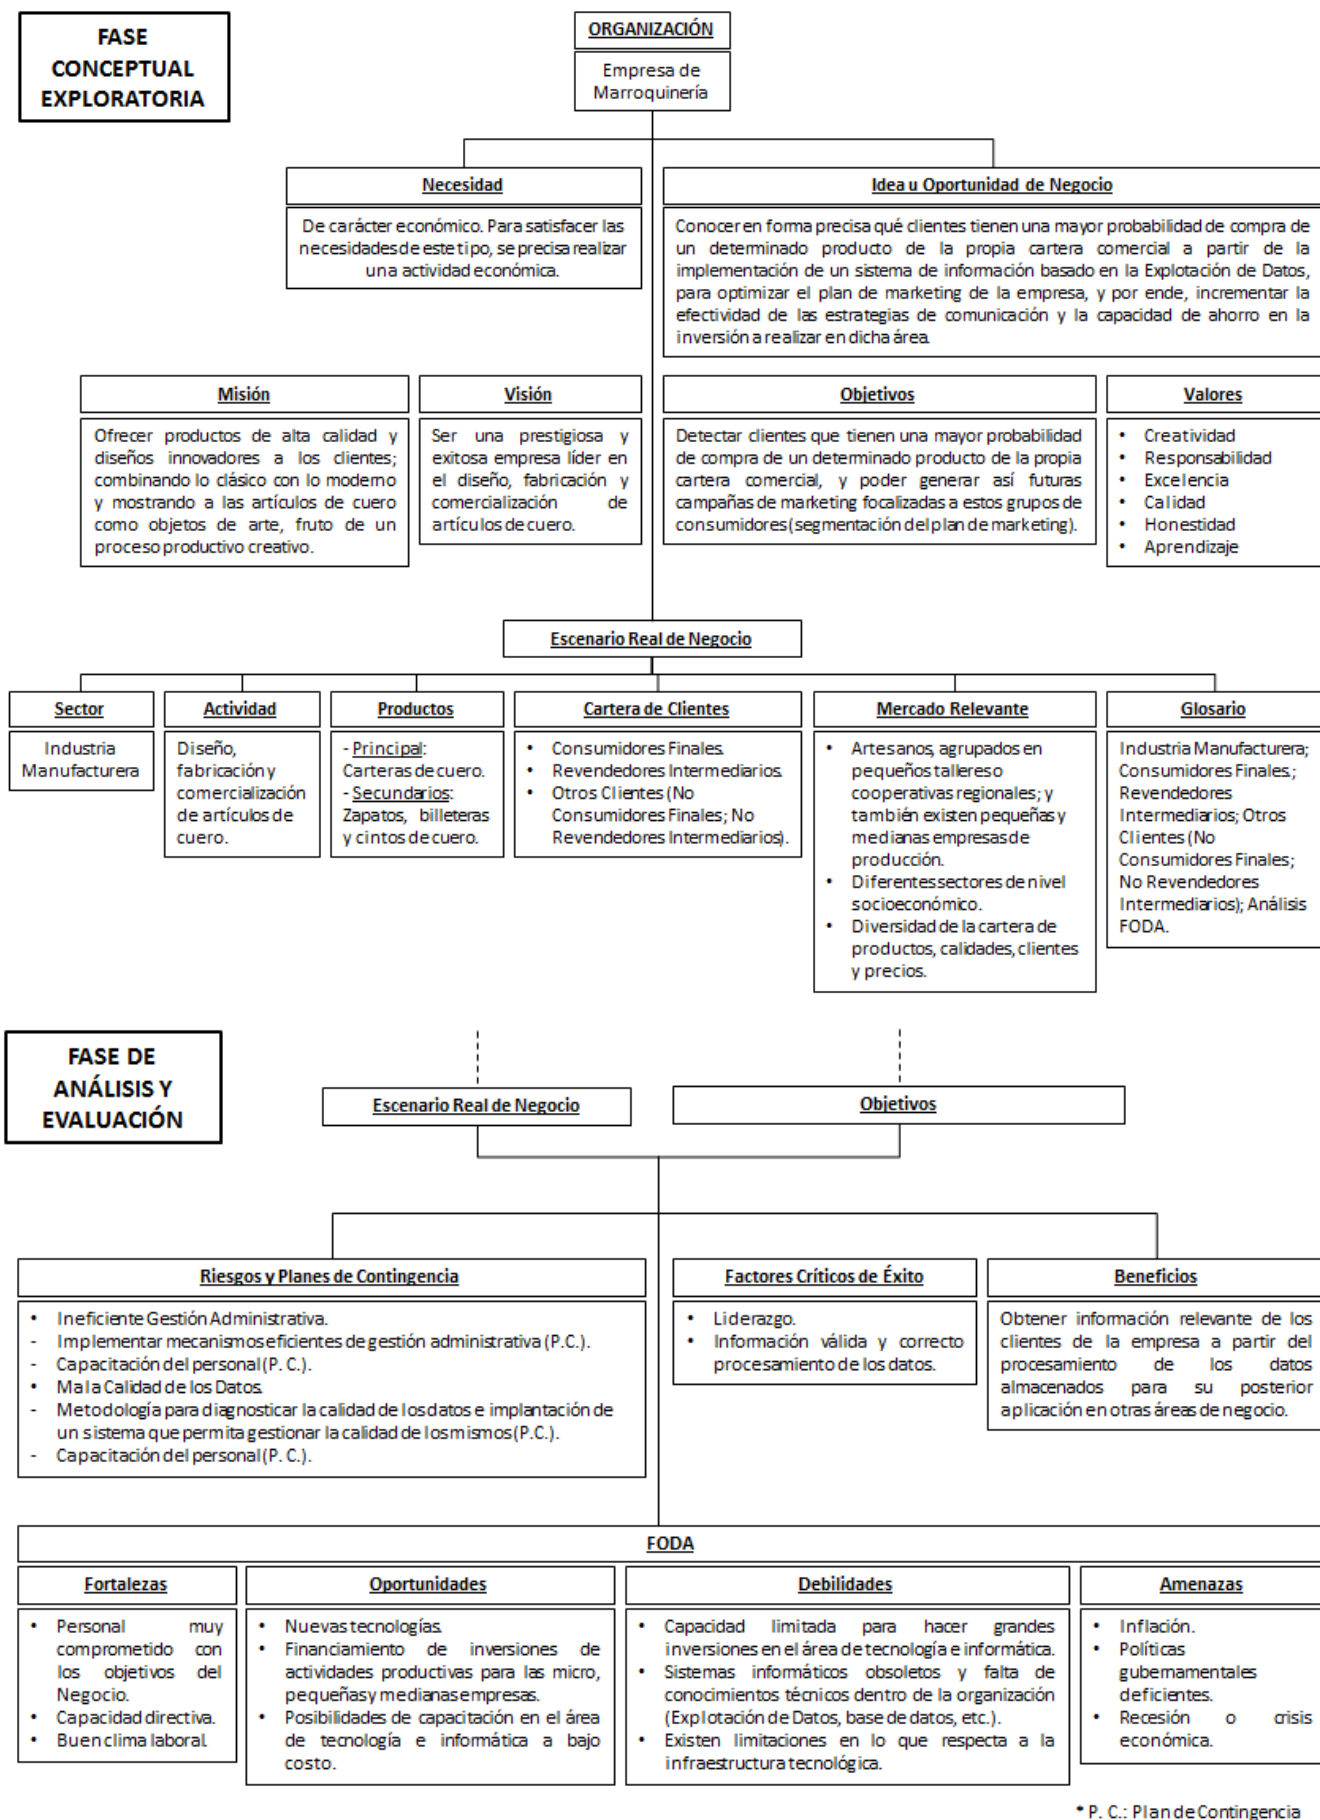 FASE
CONCEPTUAL
EXPLORATORIA
ORGANIZACIÓN
Empresa de
Marroquinería
Necesidad
De carácter económico. Para satisfacer las
necesidades de este tipo, se precisa realizar
una actividad económica.
Idea u Oportunidad de Negocio
Conocer en forma precisa qué clientes tienen una mayor probabilidad de compra de
un determinado producto de la propia cartera comercial a partir de la
implementación de un sistema de información basado en la Explotación de Datos,
para optimizar el plan de marketing de la empresa, y por ende, incrementar la
efectividad de las estrategias de comunicación y la capacidad de ahorro en la
inversión a realizar en dicha área.
Misión
Ofrecer productos de alta calidad y
diseños innovadores a los clientes;
combinando lo clásico con lo moderno
y mostrando a las artículos de cuero
como objetos de arte, fruto de un
proceso productivo creativo.
Visión
Ser una prestigiosa y
exitosa empresa líder en
el diseño, fabricación y
comercialización de
artículos de cuero.
Objetivos
Detectar clientes que tienen una mayor probabilidad
de compra de un determinado producto de la propia
cartera comercial, y poder generar así futuras
campañas de marketing focalizadas a estos grupos de
consumidores (segmentación del plan de marketing).
Valores
• Creatividad
• Responsabilidad
• Excelencia
• Calidad
• Honestidad
• Aprendizaje
Escenario Real de Negocio
Sector
Industria
Manufacturera
Actividad
Diseño,
fabricación y
comercialización
de artículos de
cuero.
Productos
- Principal:
Carteras de cuero.
- Secundarios:
Zapatos, billeteras
y cintos de cuero.
Cartera de Clientes
• Consumidores Finales.
• Revendedores Intermediarios.
• Otros Clientes (No
Consumidores Finales; No
Revendedores Intermediarios).
Mercado Relevante
• Artesanos, agrupados en
pequeños talleres o
cooperativas regionales; y
también existen pequeñas y
medianas empresas de
producción.
• Diferentes sectores de nivel
socioeconómico.
• Diversidad de la cartera de
productos, calidades, clientes
y precios.
Glosario
Industria Manufacturera;
Consumidores Finales.;
Revendedores
Intermediarios; Otros
Clientes (No
Consumidores Finales;
No Revendedores
Intermediarios); Análisis
FODA.
FASE DE
ANÁLISIS Y
EVALUACIÓN
Escenario Real de Negocio
Objetivos
Riesgos y Planes de Contingencia
• Ineficiente Gestión Administrativa.
- Implementar mecanismos eficientes de gestión administrativa (P.C.).
- Capacitación del personal (P. C.).
• Mala Calidad de los Datos.
- Metodología para diagnosticar la calidad de los datos e implantación de
un sistema que permita gestionar la calidad de los mismos (P.C.).
- Capacitación del personal (P. C.).
Factores Críticos de Éxito
• Liderazgo.
• Información válida y correcto
procesamiento de los datos.
Beneficios
Obtener información relevante de los
clientes de la empresa a partir del
procesamiento de los datos
almacenados para su posterior
aplicación en otras áreas de negocio.
FODA
Fortalezas
• Personal muy
comprometido con
los objetivos del
Negocio.
• Capacidad directiva.
• Buen clima laboral.
Oportunidades
• Nuevas tecnologías.
• Financiamiento de inversiones de
actividades productivas para las micro,
pequeñas y medianas empresas.
• Posibilidades de capacitación en el área
de tecnología e informática a bajo
costo.
Debilidades
• Capacidad limitada para hacer grandes
inversiones en el área de tecnología e informática.
• Sistemas informáticos obsoletos y falta de
conocimientos técnicos dentro de la organización
(Explotación de Datos, base de datos, etc.).
• Existen limitaciones en lo que respecta a la
infraestructura tecnológica.
Amenazas
• Inflación.
• Políticas
gubernamentales
deficientes.
• Recesión o crisis
económica.
* P. C.: Plan de Contingencia